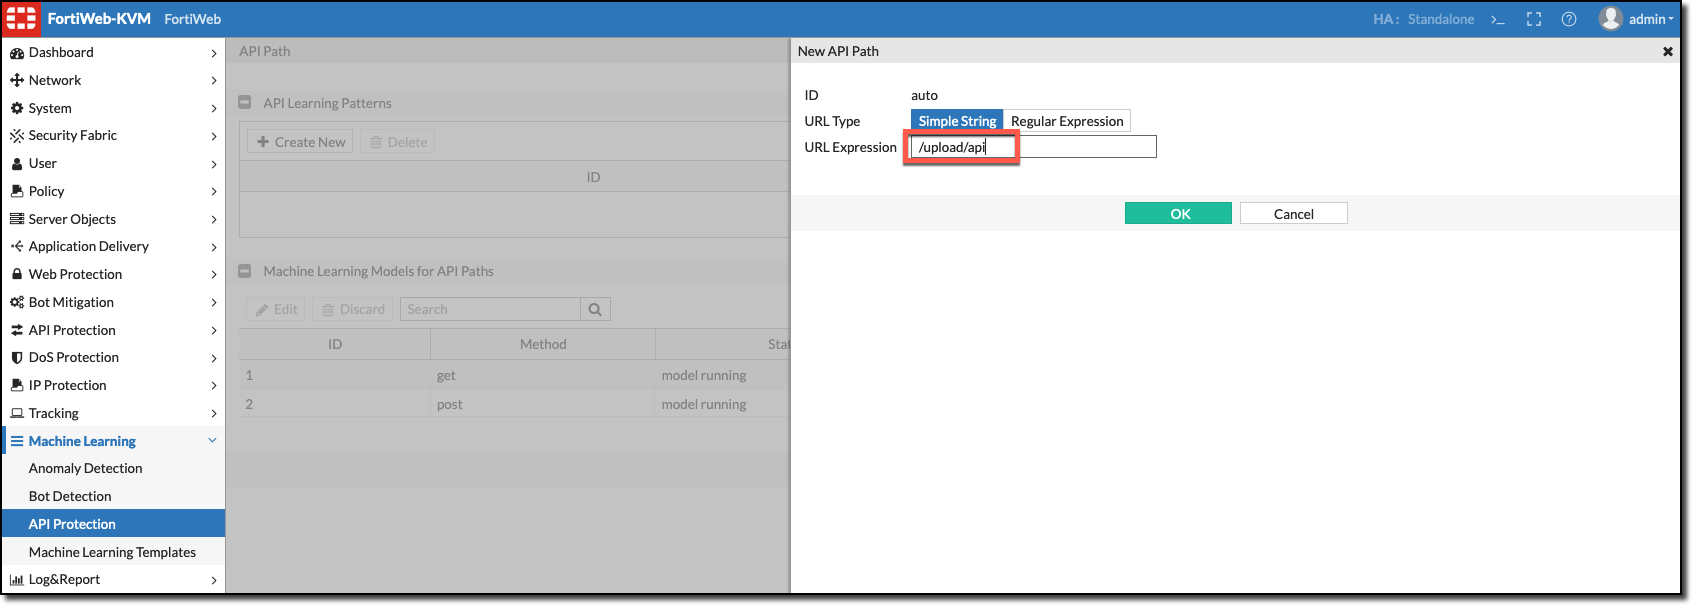 FortiWeb-KVM FortiWeb HA: Standalone >_ admin
Dashboard
Network
System
Security Fabric
User
Policy
Server Objects
Application Delivery
Web Protection
Bot Mitigation
API Protection
DoS Protection
IP Protection
Tracking
Machine Learning
Anomaly Detection
Bot Detection
API Protection
Machine Learning Templates
Log&Report
API Path
API Learning Patterns
Create New Delete
ID
Machine Learning Models for API Paths
Edit Discard Search
ID Method Stat
1 get model running
2 post model running
New API Path
ID auto
URL Type Simple String Regular Expression
URL Expression /upload/api
OK Cancel